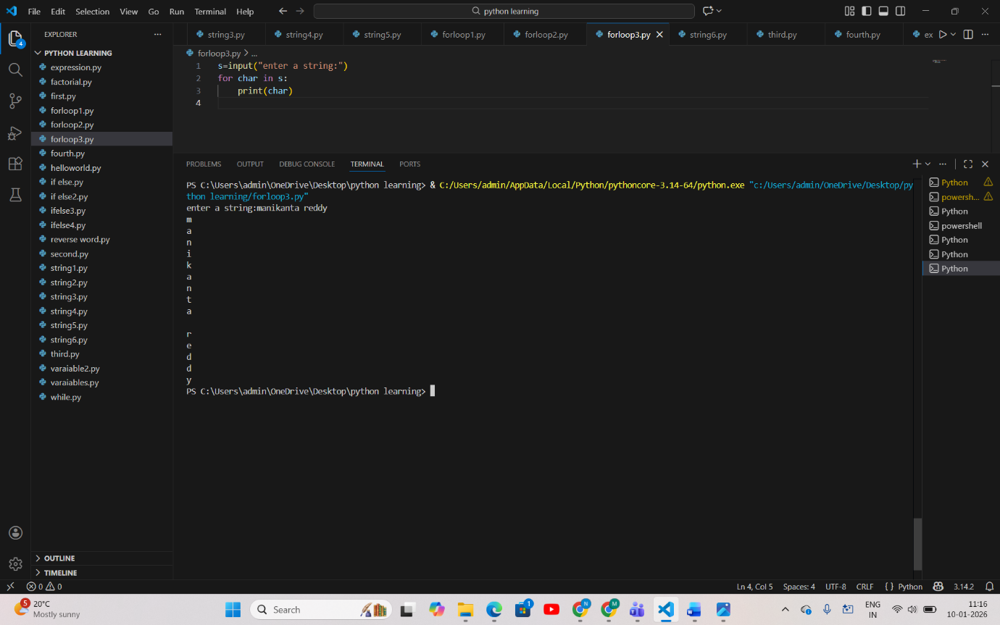 File Edit Selection View Go Run Terminal Help
python learning
EXPLORER
PYTHON LEARNING
expression.py
factorial.py
first.py
forloop1.py
forloop2.py
forloop3.py
fourth.py
helloworld.py
if else.py
if else2.py
ifelse3.py
ifelse4.py
reverse word.py
second.py
string1.py
string2.py
string3.py
string4.py
string5.py
string6.py
third.py
varaiable2.py
varaiables.py
while.py
OUTLINE
TIMELINE
4
string3.py string4.py string5.py forloop1.py forloop2.py forloop3.py string6.py third.py fourth.py ex
forloop3.py > ...
1 s=input("enter a string:")
2 for char in s:
3     print(char)
4
PROBLEMS OUTPUT DEBUG CONSOLE TERMINAL PORTS
PS C:\Users\admin\OneDrive\Desktop\python learning> & C:/Users/admin/AppData/Local/Python/pythoncore-3.14-64/python.exe "c:/Users/admin/OneDrive/Desktop/py
thon learning/forloop3.py"
enter a string:manikanta reddy
m
a
n
i
k
a
n
t
a
r
e
d
d
y
PS C:\Users\admin\OneDrive\Desktop\python learning>
Python
powersh...
Python
powershell
Python
Python
Python
0 0
Ln 4, Col 5 Spaces: 4 UTF-8 CRLF { } Python 3.14.2
5
20°C
Mostly sunny
Search
1
N
M
ENG
IN
11:16
10-01-2026